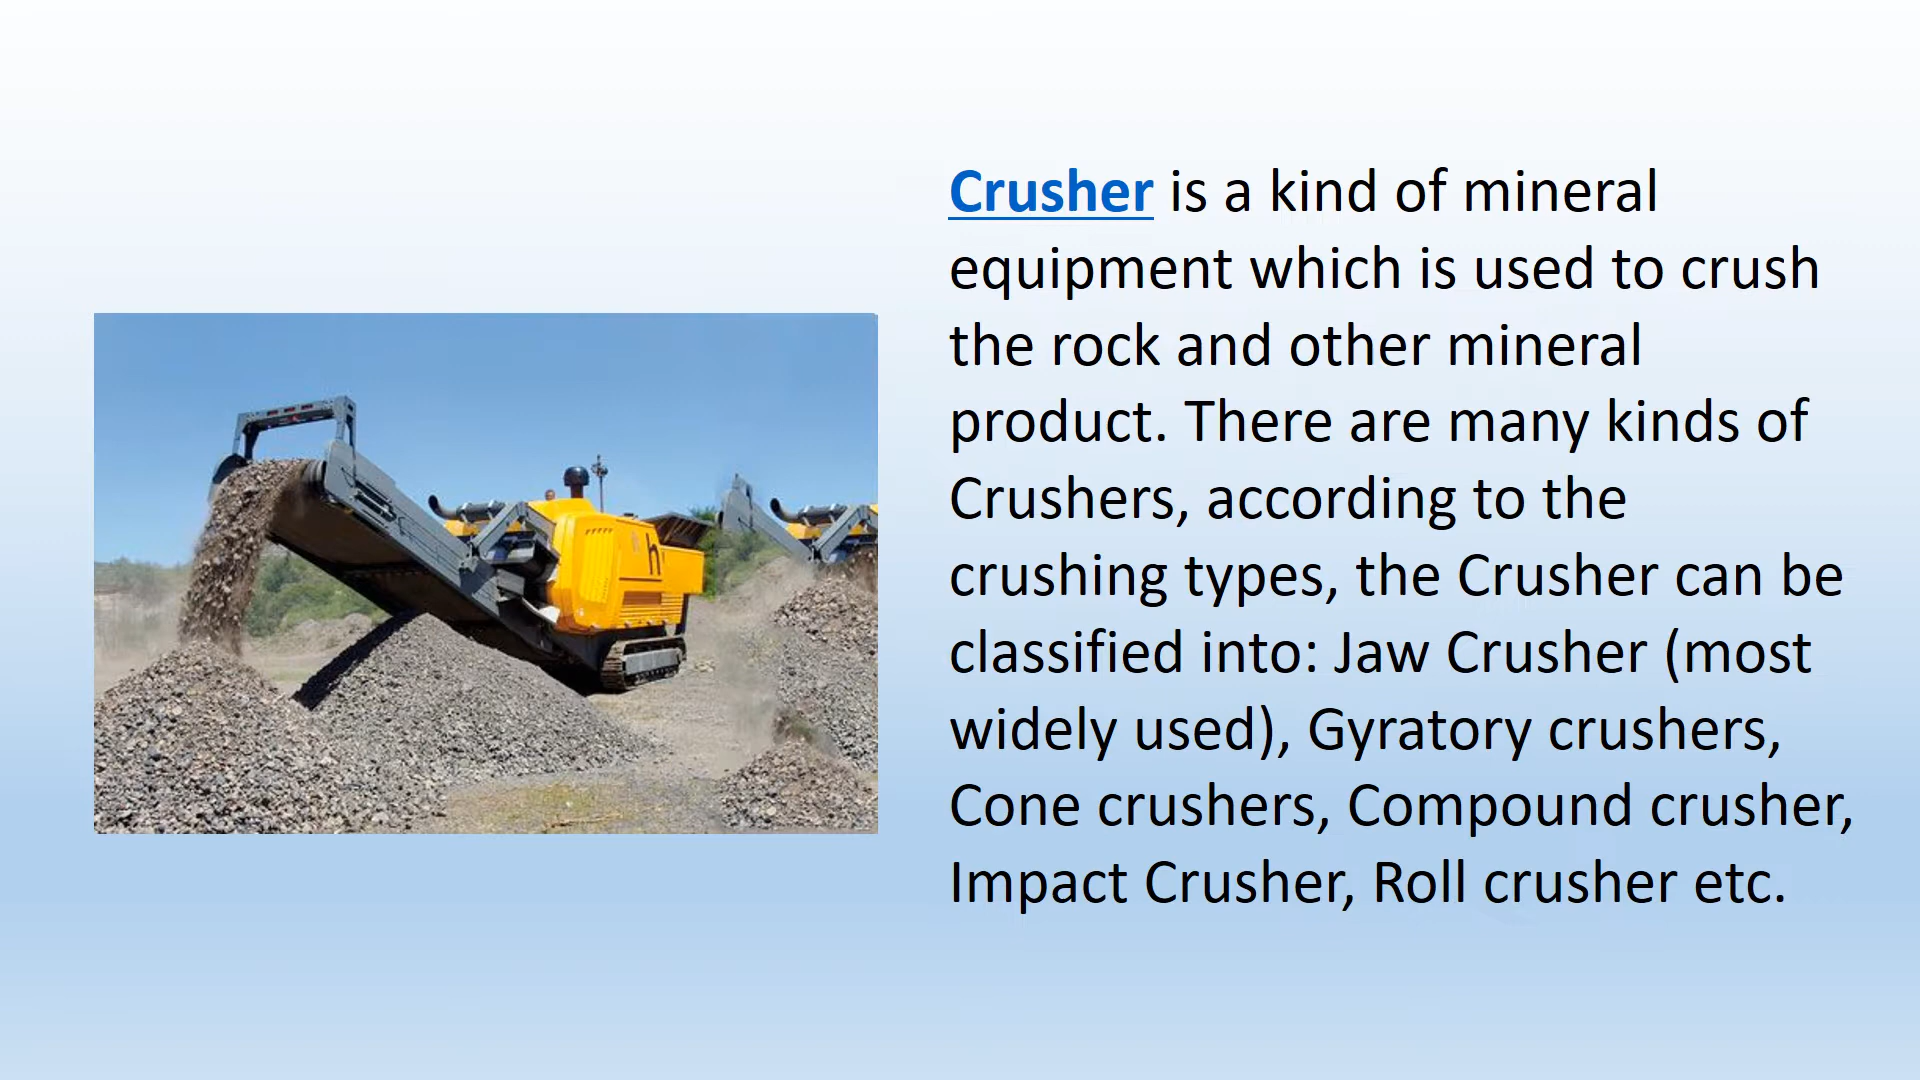 Crusher is a kind of mineral
equipment which is used to crush
the rock and other mineral
product. There are many kinds of
Crushers, according to the
crushing types, the Crusher can be
classified into: Jaw Crusher (most
widely used), Gyratory crushers,
Cone crushers, Compound crusher,
Impact Crusher, Roll crusher etc.
h